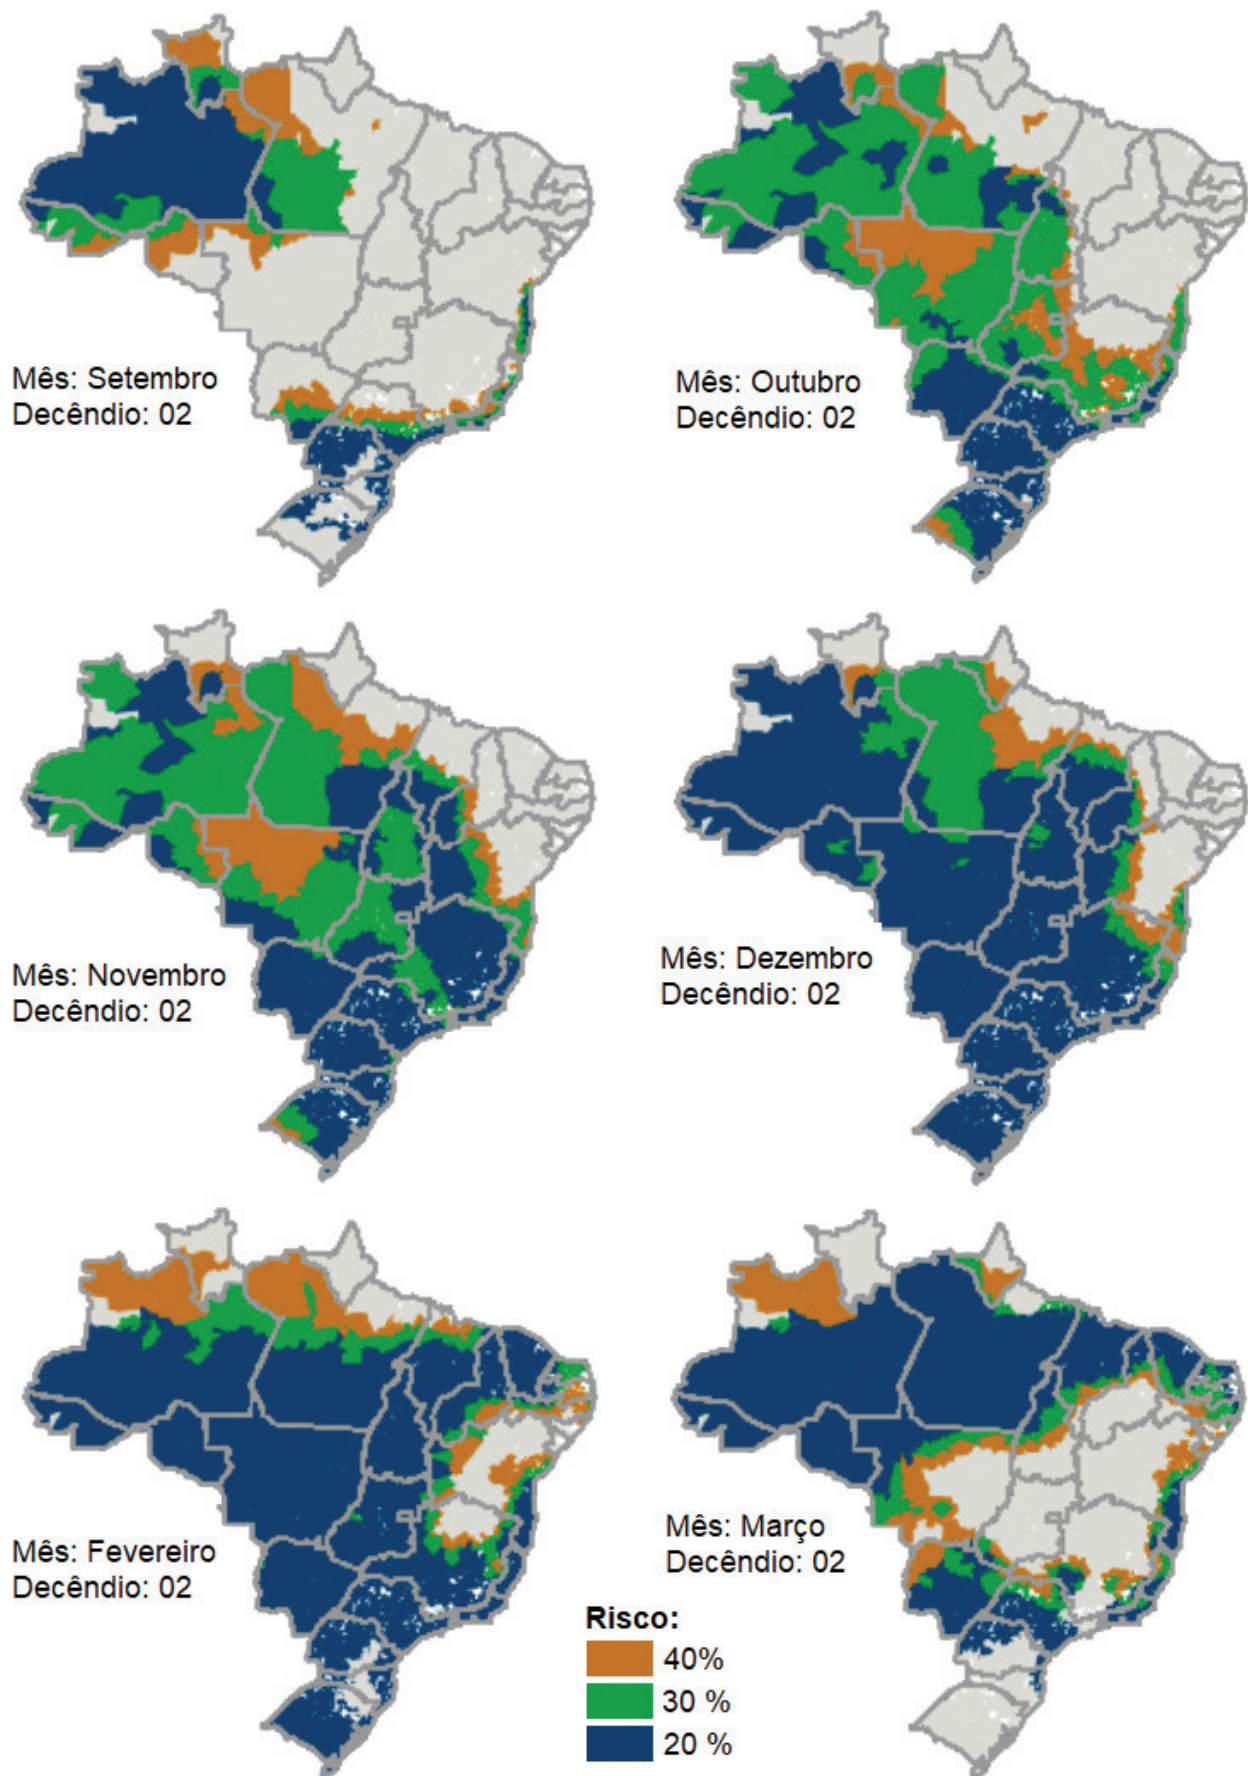 Mês: Setembro
Decêndio: 02
Mês: Outubro
Decêndio: 02
Mês: Novembro
Decêndio: 02
Mês: Dezembro
Decêndio: 02
Mês: Fevereiro
Decêndio: 02
Mês: Março
Decêndio: 02
Risco:
40%
30 %
20 %